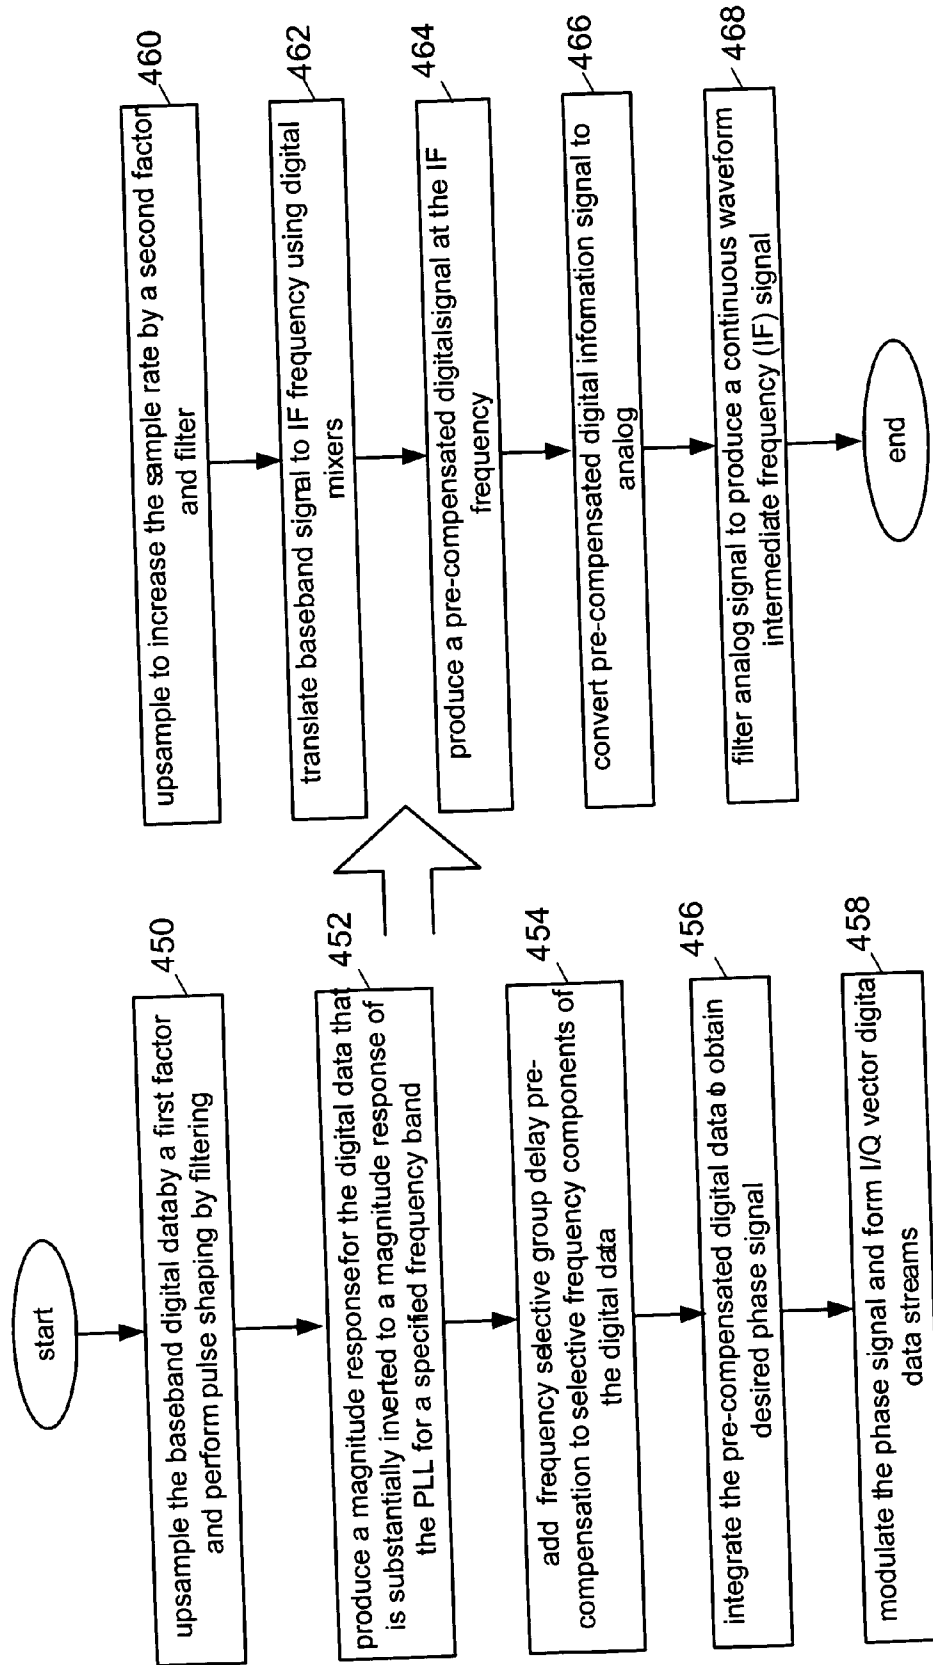 start
450
upsample the baseband digital databy a first factor
and perform pulse shaping by filtering
452
produce a magnitude responsefor the digital data that
is substantially inverted to a magnitude response of
the PLL for a specified frequency band
454
add frequency selective group delay pre-
compensation to selective frequency components of
the digital data
456
integrate the pre-compensated digital data to obtain
desired phase signal
458
modulate the phase signal and form I/Q vector digital
data streams
460
upsample to increase the sample rate by a second factor
and filter
462
translate baseband signal to IF frequency using digital
mixers
464
produce a pre-compensated digitalsignal at the IF
frequency
466
convert pre-compensated digital infomation signal to
analog
468
filter analog signal to produce a continuous waveform
intermediate frequency (IF) signal
end